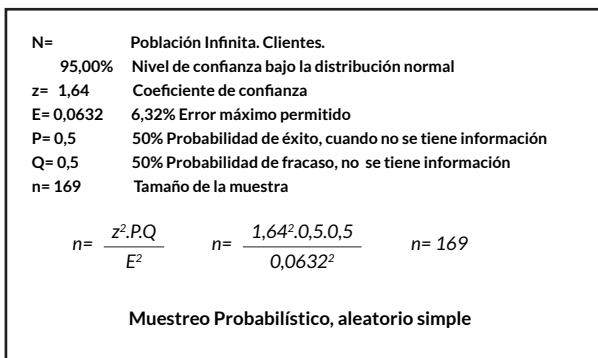 N= Población Infinita. Clientes.
95,00% Nivel de confianza bajo la distribución normal
z= 1,64 Coeficiente de confianza
E= 0,0632 6,32% Error máximo permitido
P= 0,5 50% Probabilidad de éxito, cuando no se tiene información
Q= 0,5 50% Probabilidad de fracaso, no se tiene información
n= 169 Tamaño de la muestra
n= z².P.Q / E² n= 1,64².0,5.0,5 / 0,0632² n= 169
Muestreo Probabilístico, aleatorio simple